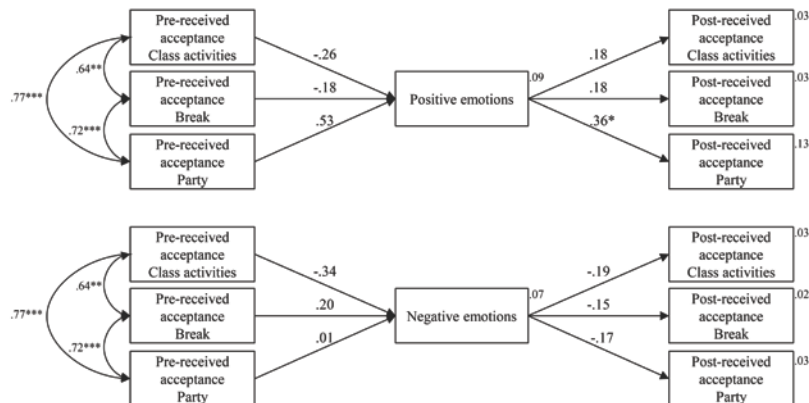 Pre-received
acceptance
Class activities
Pre-received
acceptance
Break
Pre-received
acceptance
Party
.77***
.64**
.72***
-.26
-.18
.53
Positive emotions
.09
.18
.18
.36*
Post-received
acceptance
Class activities
.03
Post-received
acceptance
Break
.03
Post-received
acceptance
Party
.13
Pre-received
acceptance
Class activities
Pre-received
acceptance
Break
Pre-received
acceptance
Party
.77***
.64**
.72***
-.34
.20
.01
Negative emotions
.07
-.19
-.15
-.17
Post-received
acceptance
Class activities
.03
Post-received
acceptance
Break
.02
Post-received
acceptance
Party
.03